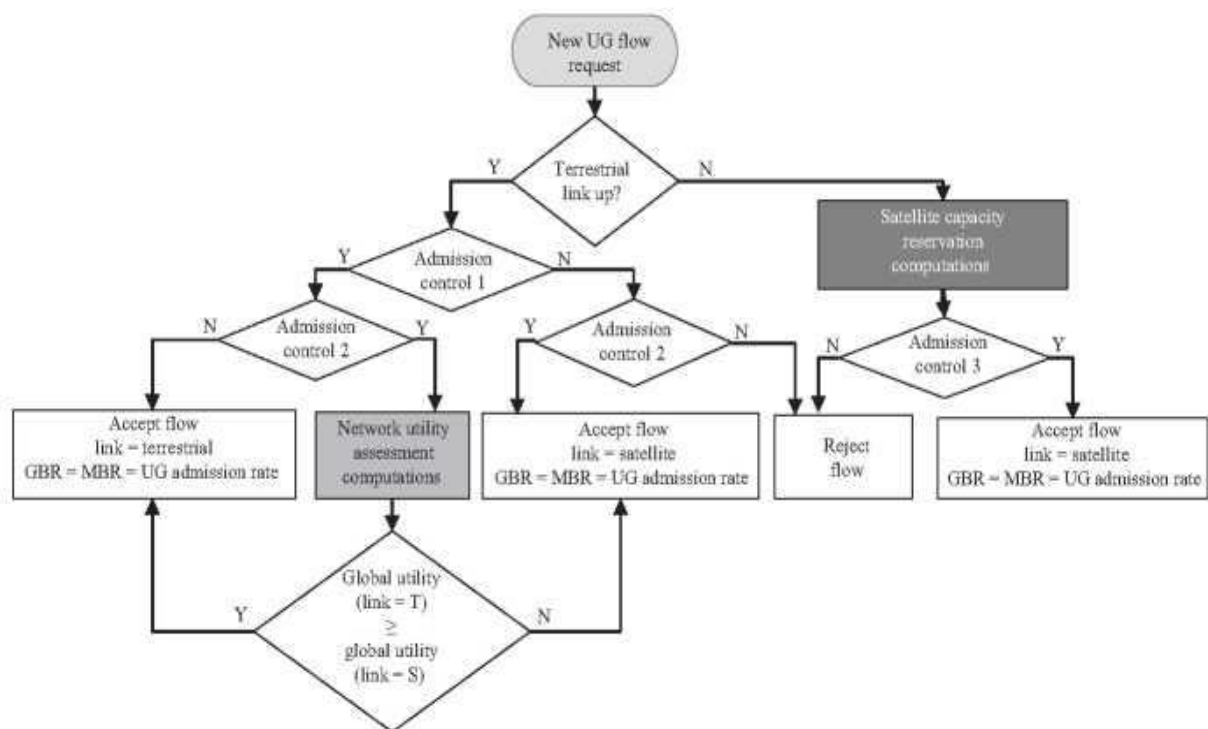 New UG flow
request
Y
Terrestrial
link up?
N
Satellite capacity
reservation
computations
Y
Admission
control 1
N
N
Admission
control 2
Y
Y
Admission
control 2
N
N
Admission
control 3
Y
Accept flow
link = terrestrial
GBR = MBR = UG admission rate
Network utility
assessment
computations
Accept flow
link = satellite
GBR = MBR = UG admission rate
Reject
flow
Accept flow
link = satellite
GBR = MBR = UG admission rate
Y
Global utility
(link = T)
≥
global utility
(link = S)
N